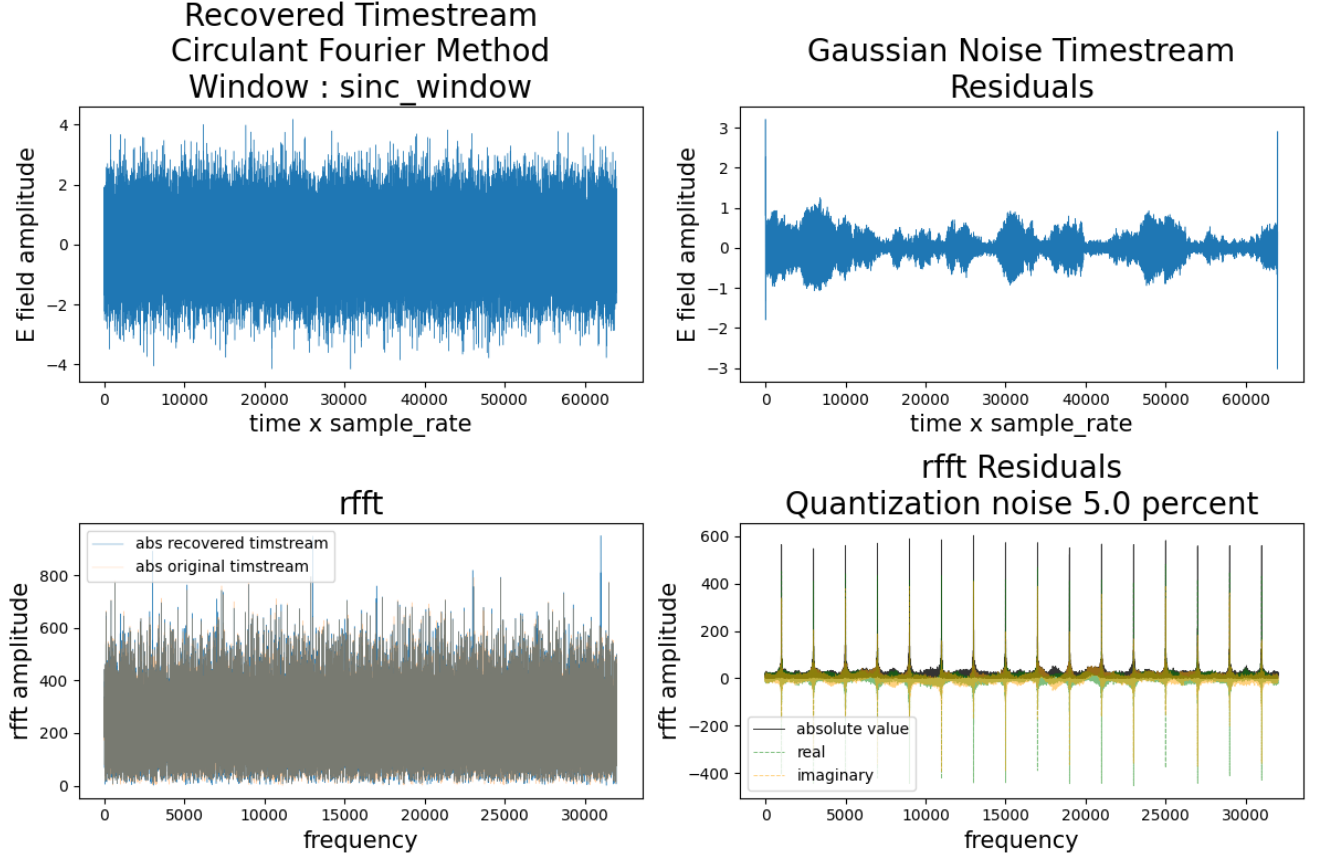 Recovered Timestream
Circulant Fourier Method
Window : sinc_window
E field amplitude
4
2
0
−2
−4
0 10000 20000 30000 40000 50000 60000
time x sample_rate
Gaussian Noise Timestream
Residuals
E field amplitude
3
2
1
0
−1
−2
−3
0 10000 20000 30000 40000 50000 60000
time x sample_rate
rfft
rfft amplitude
abs recovered timstream
abs original timstream
800
600
400
200
0
0 5000 10000 15000 20000 25000 30000
frequency
rfft Residuals
Quantization noise 5.0 percent
rfft amplitude
600
400
200
0
−200
−400
absolute value
real
imaginary
0 5000 10000 15000 20000 25000 30000
frequency